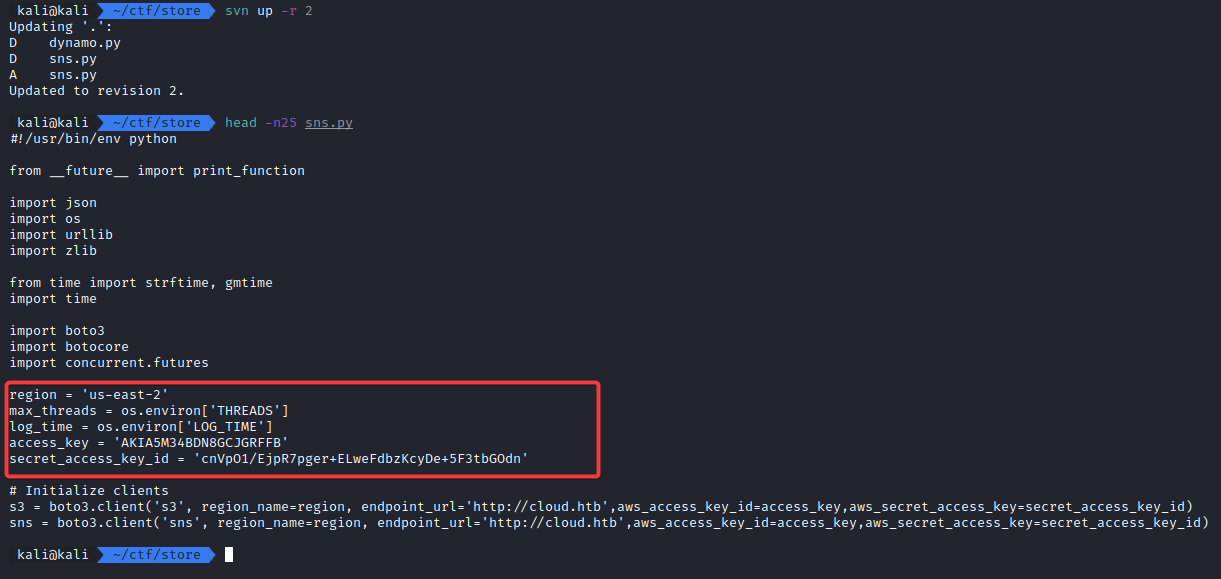 kali@kali ~/ctf/store svn up -r 2
Updating '.':
D    dynamo.py
D    sns.py
A    sns.py
Updated to revision 2.
kali@kali ~/ctf/store head -n25 sns.py
#!/usr/bin/env python
from __future__ import print_function
import json
import os
import urllib
import zlib
from time import strftime, gmtime
import time
import boto3
import botocore
import concurrent.futures
region = 'us-east-2'
max_threads = os.environ['THREADS']
log_time = os.environ['LOG_TIME']
access_key = 'AKIA5M34BDN8GCJGRFFB'
secret_access_key_id = 'cnVpO1/EjpR7pger+ELweFdbzKcyDe+5F3tbGOdn'
# Initialize clients
s3 = boto3.client('s3', region_name=region, endpoint_url='http://cloud.htb',aws_access_key_id=access_key,aws_secret_access_key=secret_access_key_id)
sns = boto3.client('sns', region_name=region, endpoint_url='http://cloud.htb',aws_access_key_id=access_key,aws_secret_access_key=secret_access_key_id)
kali@kali ~/ctf/store